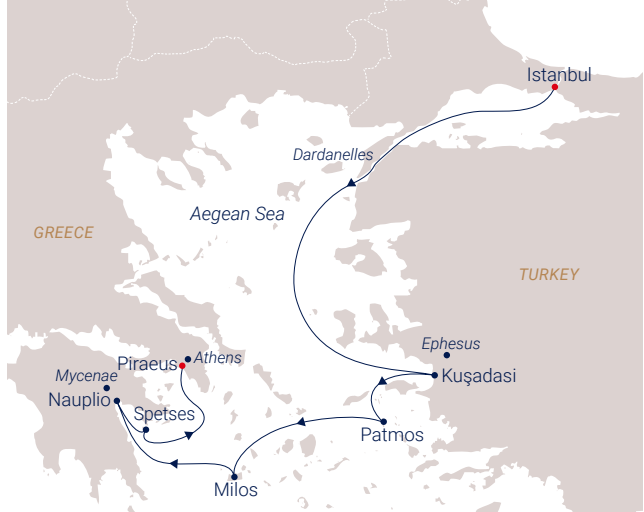 Istanbul
Dardanelles
Aegean Sea
GREECE
TURKEY
Ephesus
Athens
Piraeus
Mycenae
Kuşadasi
Nauplio
Spetses
Patmos
Milos